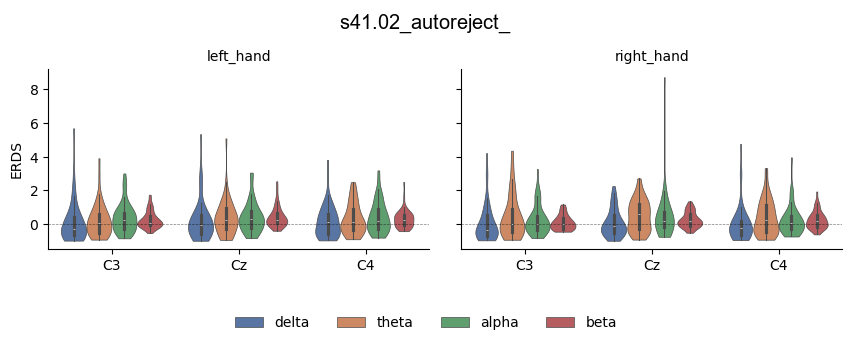 s41.02_autoreject_
left_hand
right_hand
ERDS
8
6
4
2
0
C3
Cz
C4
C3
Cz
C4
delta
theta
alpha
beta